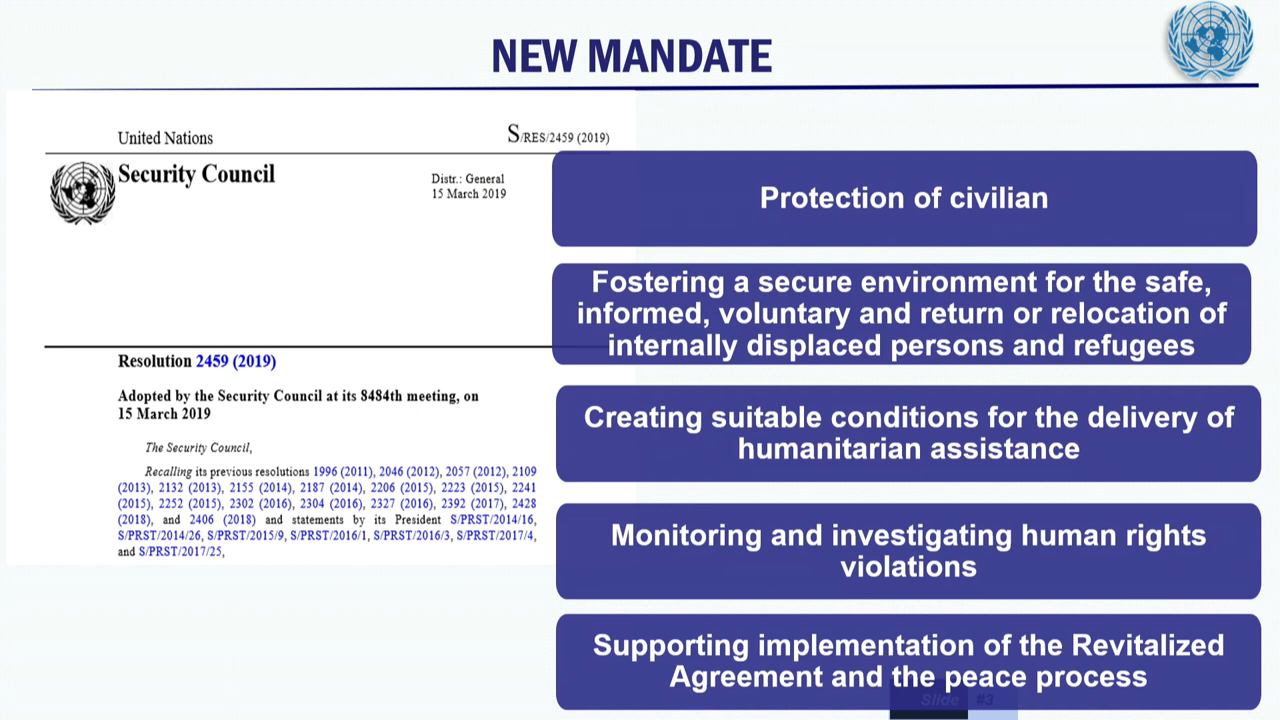 NEW MANDATE
United Nations
S/RES/2459 (2019)
Security Council
Distr.: General
15 March 2019
Resolution 2459 (2019)
Adopted by the Security Council at its 8484th meeting, on
15 March 2019
The Security Council,
Recalling its previous resolutions 1996 (2011), 2046 (2012), 2057 (2012), 2109
(2013), 2132 (2013), 2155 (2014), 2187 (2014), 2206 (2015), 2223 (2015), 2241
(2015), 2252 (2015), 2302 (2016), 2304 (2016), 2327 (2016), 2392 (2017), 2428
(2018), and 2406 (2018) and statements by its President S/PRST/2014/16,
S/PRST/2014/26, S/PRST/2015/9, S/PRST/2016/1, S/PRST/2016/3, S/PRST/2017/4,
and S/PRST/2017/25,
Protection of civilian
Fostering a secure environment for the safe,
informed, voluntary and return or relocation of
internally displaced persons and refugees
Creating suitable conditions for the delivery of
humanitarian assistance
Monitoring and investigating human rights
violations
Supporting implementation of the Revitalized
Agreement and the peace process
Slide #3